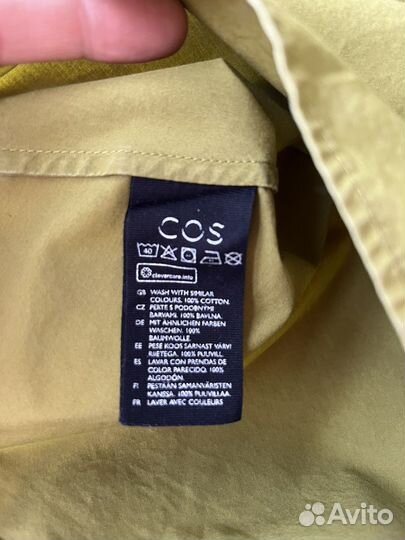 COS
40
clevercare.info
GB WASH WITH SIMILAR
COLOURS. 100% COTTON.
CZ PERTE S PODOBNÝMI
BARVAMI. 100% BAVLNA.
DE MIT ÄHNLICHEN FARBEN
WASCHEN. 100%
BAUMWOLLE.
EE PESE KOOS SARNAST VÄRVI
RIIETEGA. 100% PUUVILL.
ES LAVAR CON PRENDAS DE
COLOR PARECIDO. 100%
ALGODÓN.
FI PESTÄÄN SAMANVÄRISTEN
KANSSA. 100% PUUVILLAA.
FR LAVER AVEC COULEURS
Avito